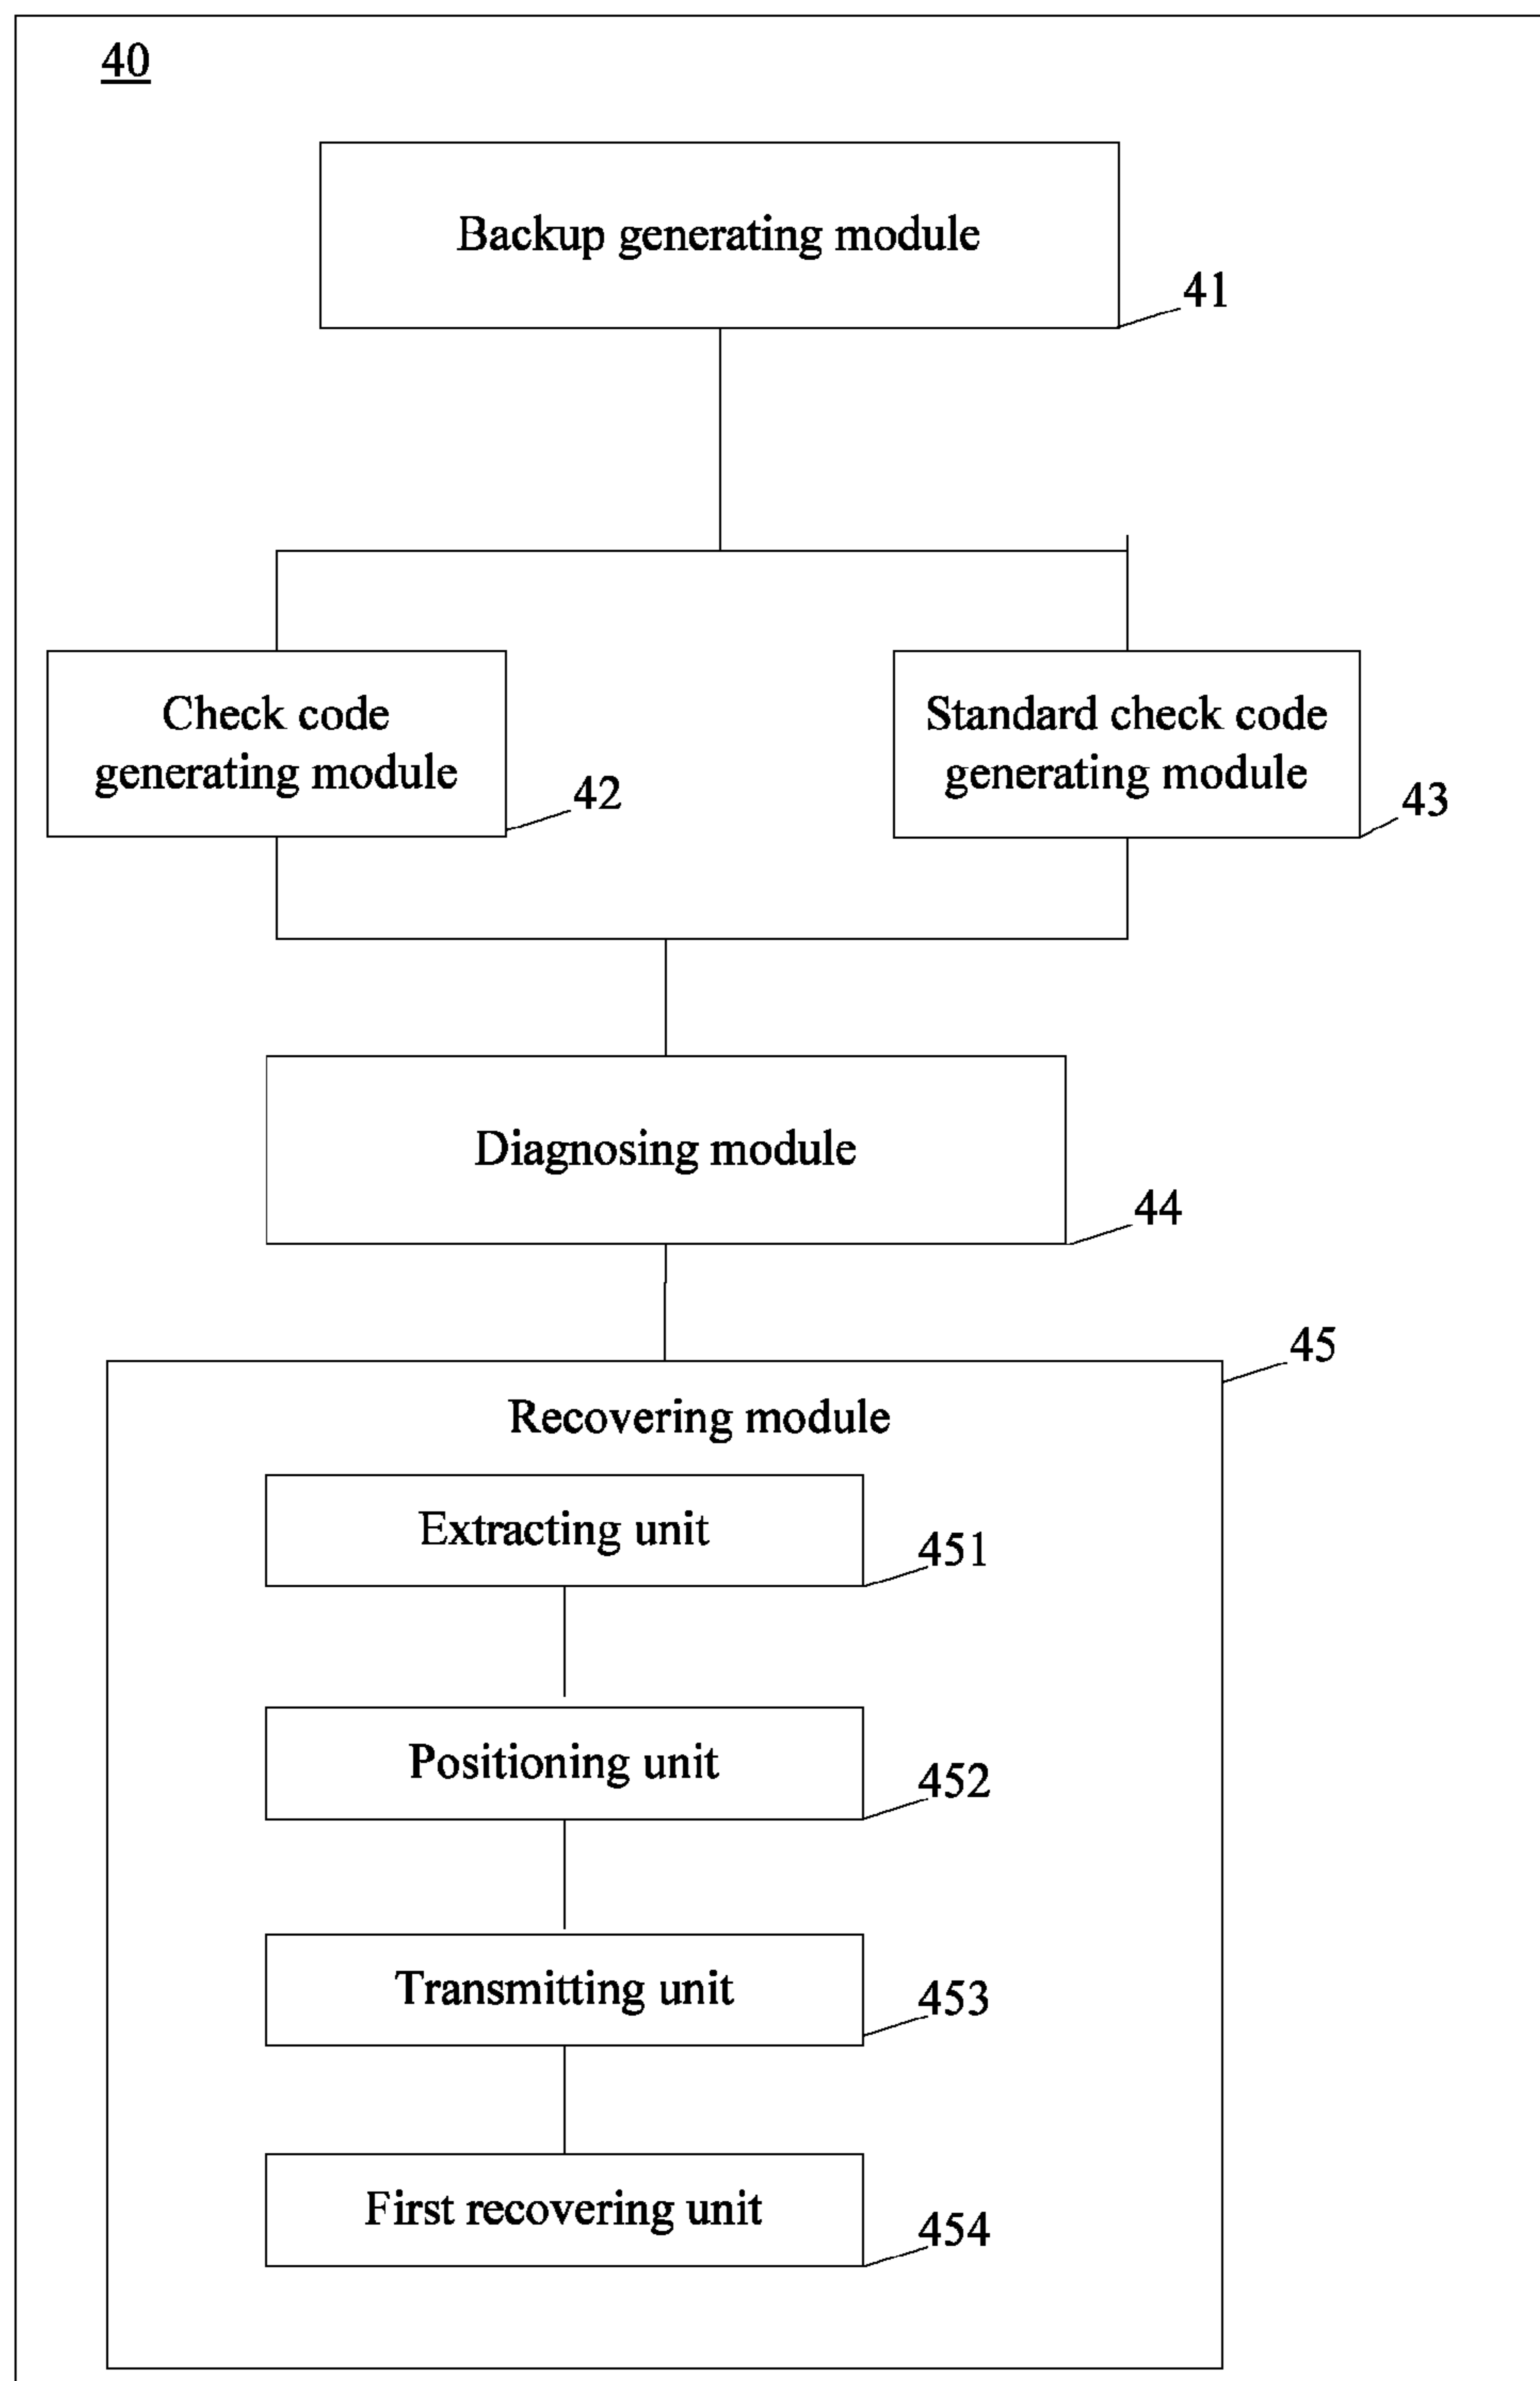 40
Backup generating module
41
Check code
generating module
42
Standard check code
generating module
43
Diagnosing module
44
45
Recovering module
Extracting unit
451
Positioning unit
452
Transmitting unit
453
First recovering unit
454